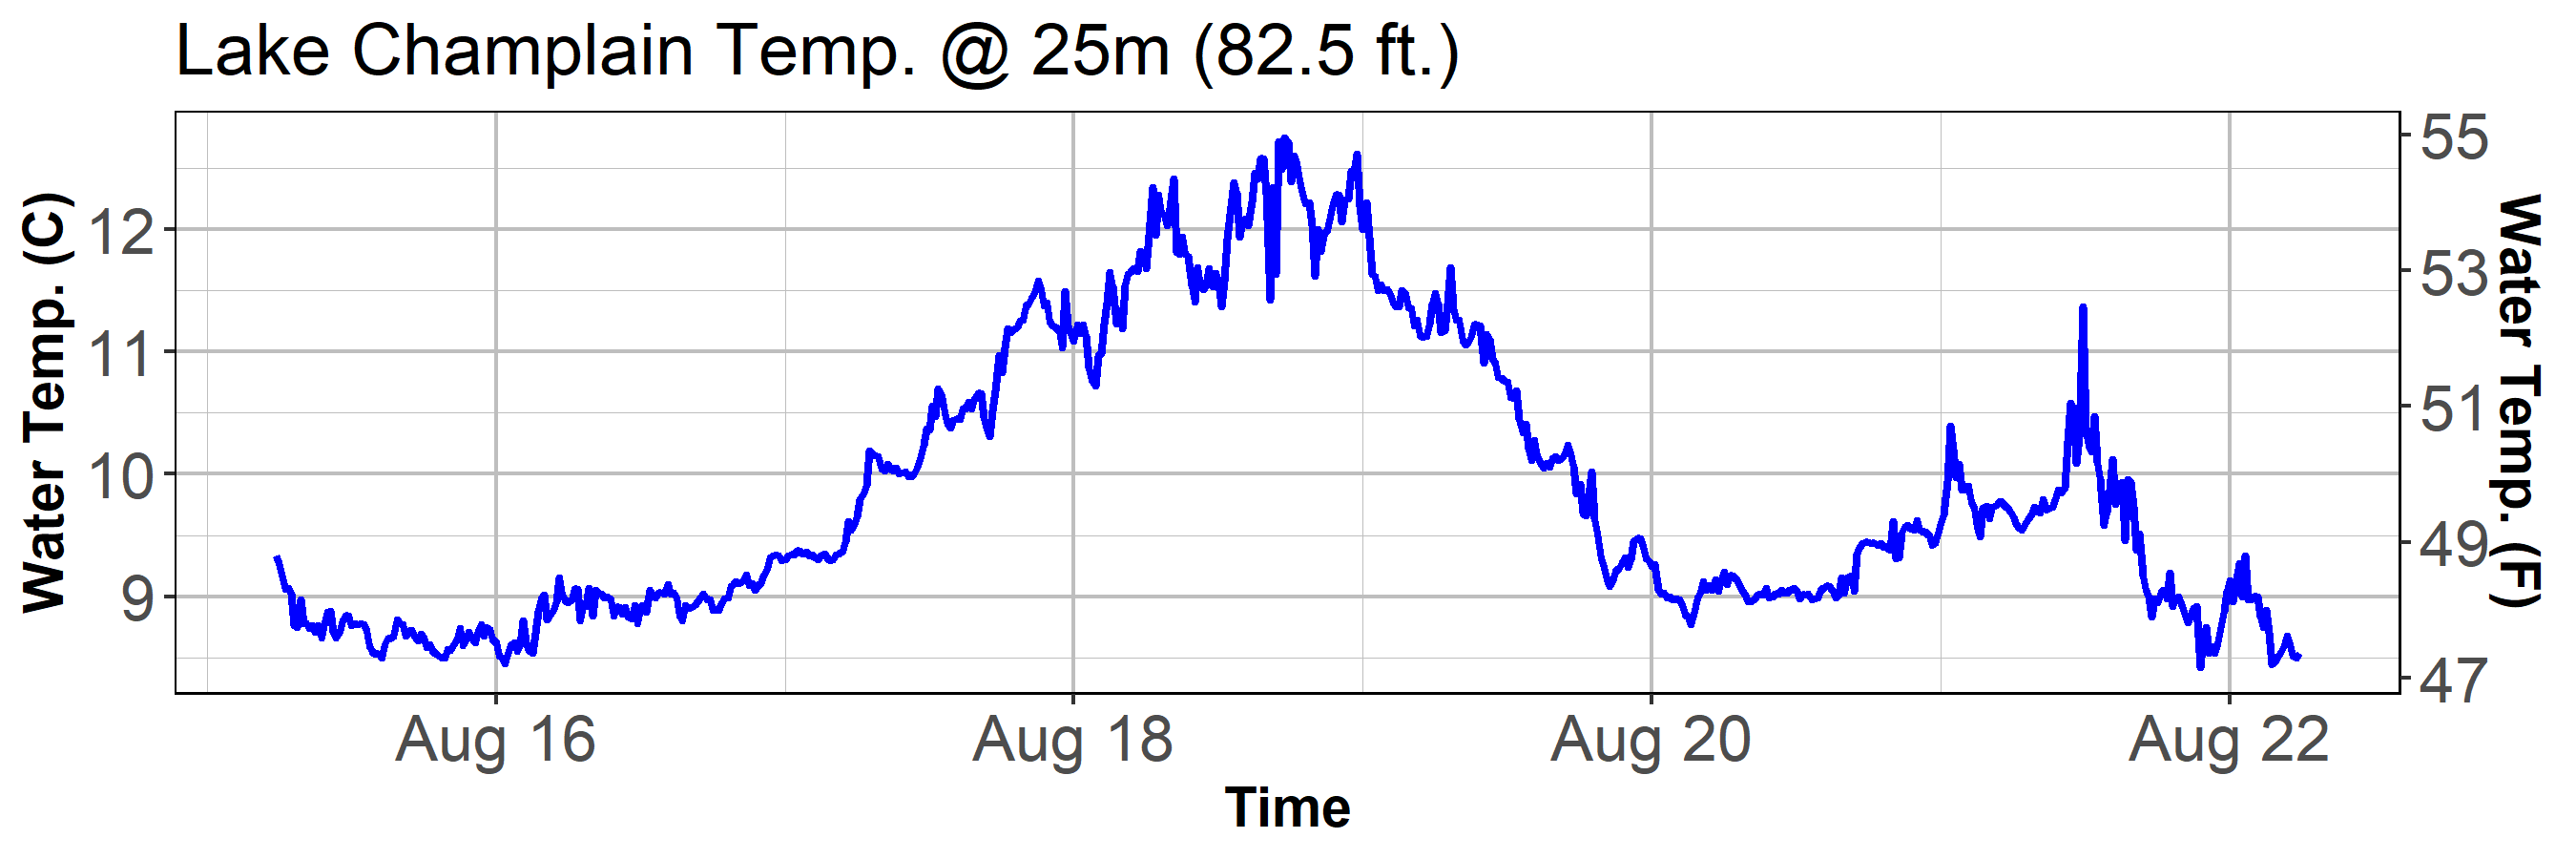 Lake Champlain Temp. @ 25m (82.5 ft.)
Water Temp. (C)
12
11
10
9
55
53
51
49
47
Water Temp. (F)
Aug 16
Aug 18
Aug 20
Aug 22
Time